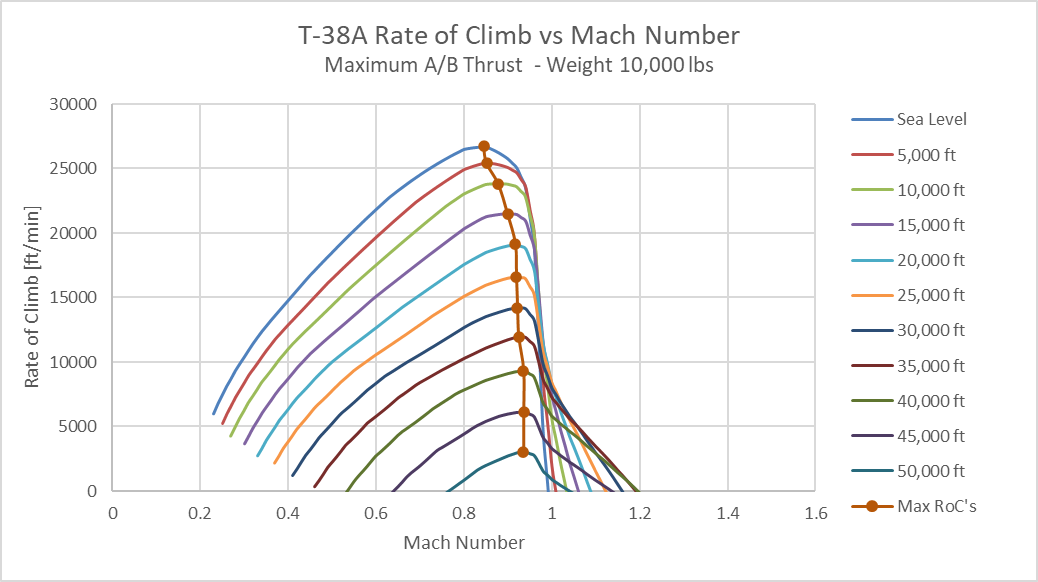 T-38A Rate of Climb vs Mach Number
Maximum A/B Thrust - Weight 10,000 lbs
Rate of Climb [ft/min]
30000
25000
20000
15000
10000
5000
0
0 0.2 0.4 0.6 0.8 1 1.2 1.4 1.6
Mach Number
Sea Level
5,000 ft
10,000 ft
15,000 ft
20,000 ft
25,000 ft
30,000 ft
35,000 ft
40,000 ft
45,000 ft
50,000 ft
Max RoC's